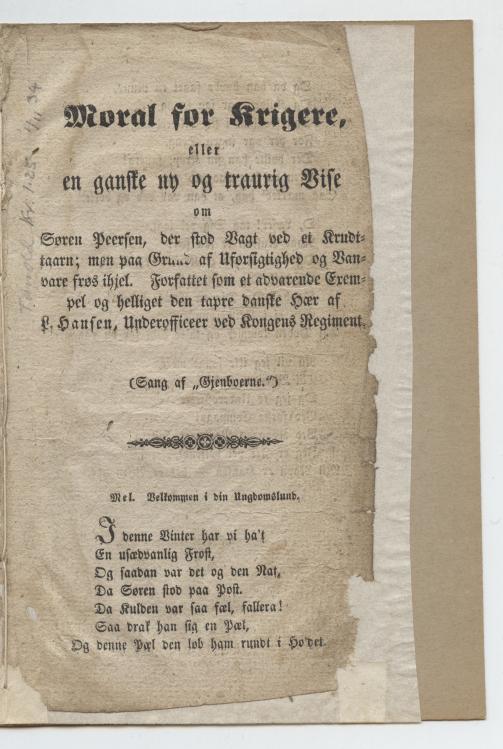 Moral for Krigere,
eller
en ganske ny og traurig Vise
om
Søren Peersen, der stod Vagt ved et Krudt-
taarn; men paa Grund af Uforsigtighed og Van-
vare frøs ihjel. Forfattet som et advarende Exem-
pel og helliget den tapre danske Hær af
L. Hansen, Underofficeer ved Kongens Regiment.
(Sang af „Gjenboerne.“)
Mel. Velkommen i din Ungdomslund.
I denne Vinter har vi ha't
En usædvanlig Frost,
Og saadan var det og den Nat,
Da Søren stod paa Post.
Da Kulden var saa fæl, fallera!
Saa drak han sig en Pæl,
Og denne Pæl den løb ham rundt i Ho'det.
Kr. 1.25